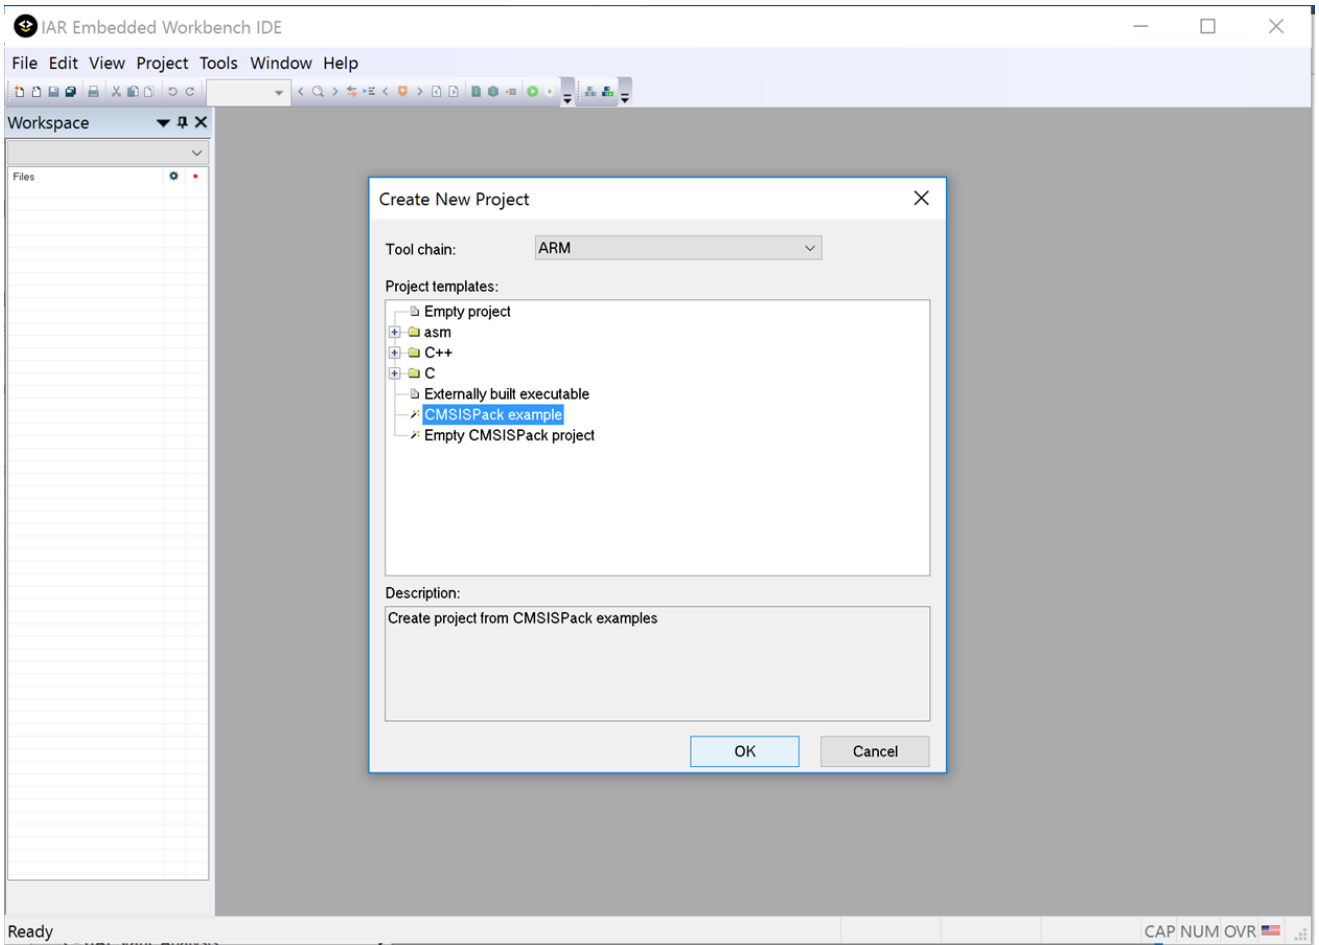 IAR Embedded Workbench IDE
File Edit View Project Tools Window Help
Workspace
Files
Create New Project
Tool chain:
ARM
Project templates:
Empty project
asm
C++
C
Externally built executable
CMSISPack example
Empty CMSISPack project
Description:
Create project from CMSISPack examples
OK
Cancel
Ready
CAP NUM OVR